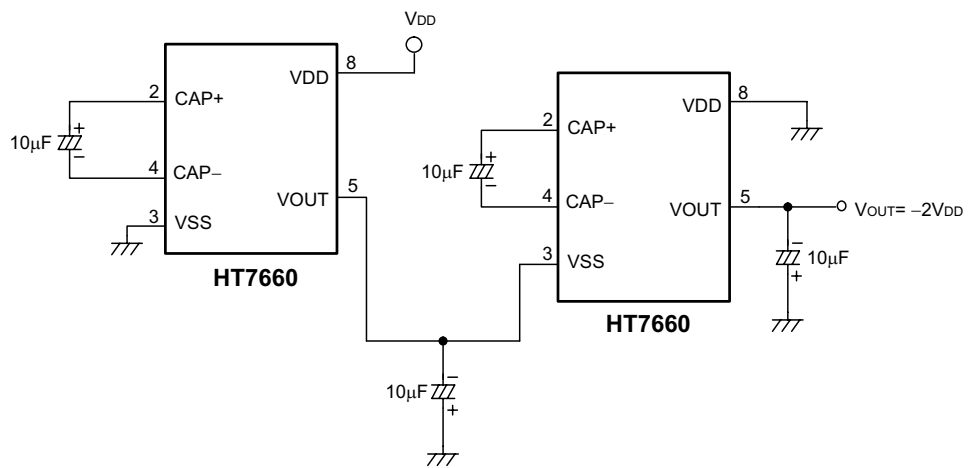 VDD
8
VDD
2
CAP+
10μF
+
−
4
CAP−
5
VOUT
3
VSS
HT7660
8
VDD
2
CAP+
10μF
+
−
4
CAP−
5
VOUT
VOUT= −2VDD
3
VSS
−
10μF
+
HT7660
−
10μF
+